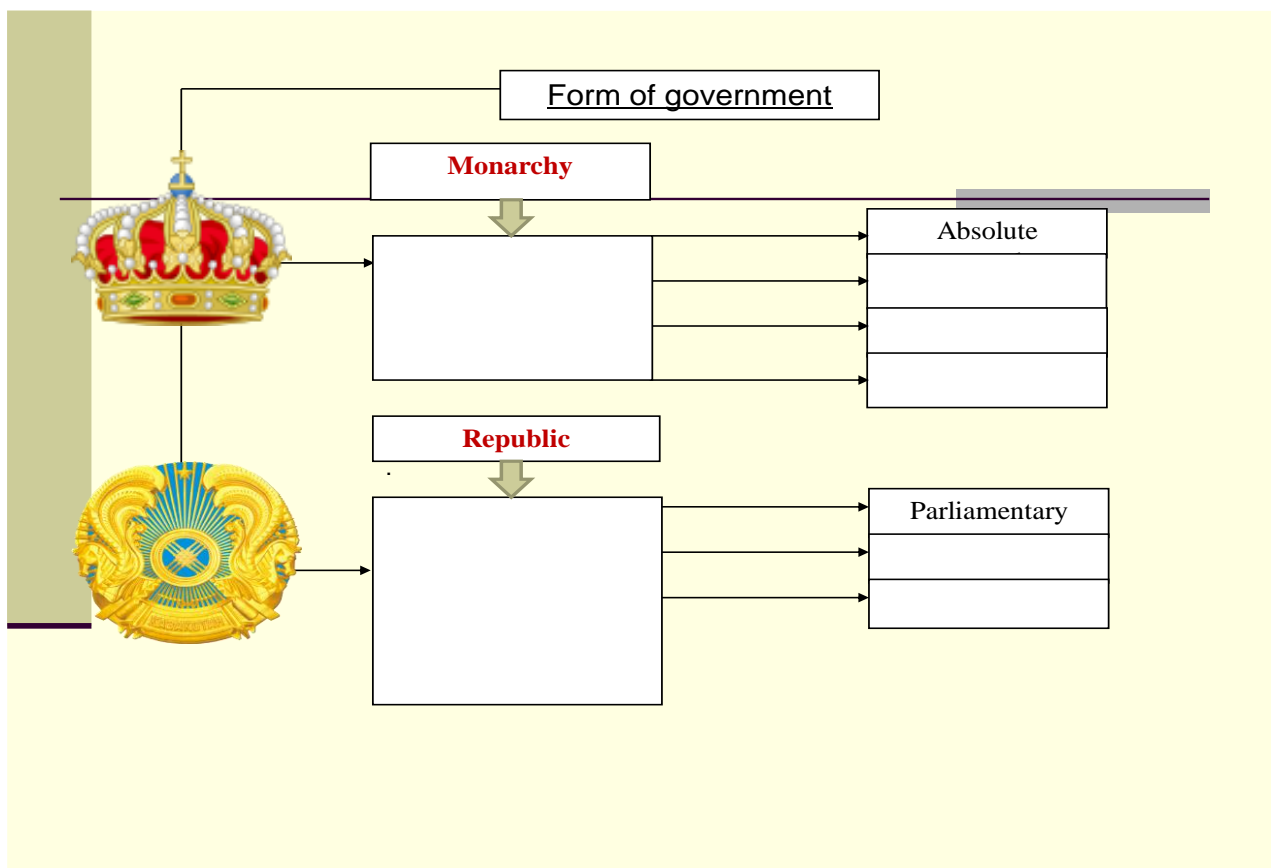 Form of government
Monarchy
Absolute
Republic
.
Parliamentary